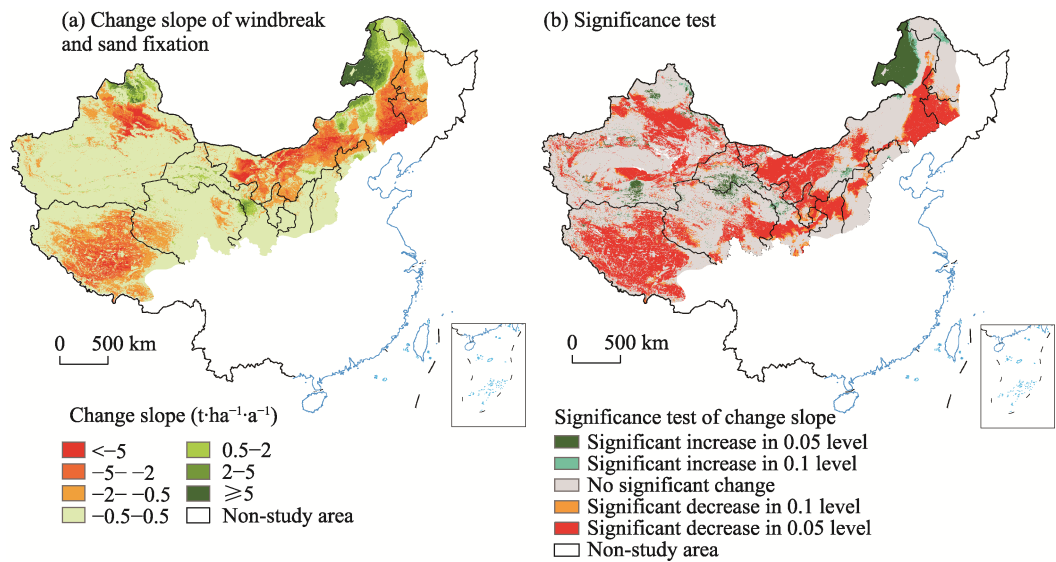 (a) Change slope of windbreak
and sand fixation
0 500 km
Change slope (t·ha⁻¹·a⁻¹)
<−5
−5− −2
−2− −0.5
−0.5−0.5
0.5−2
2−5
⩾5
Non-study area
(b) Significance test
0 500 km
Significance test of change slope
Significant increase in 0.05 level
Significant increase in 0.1 level
No significant change
Significant decrease in 0.1 level
Significant decrease in 0.05 level
Non-study area